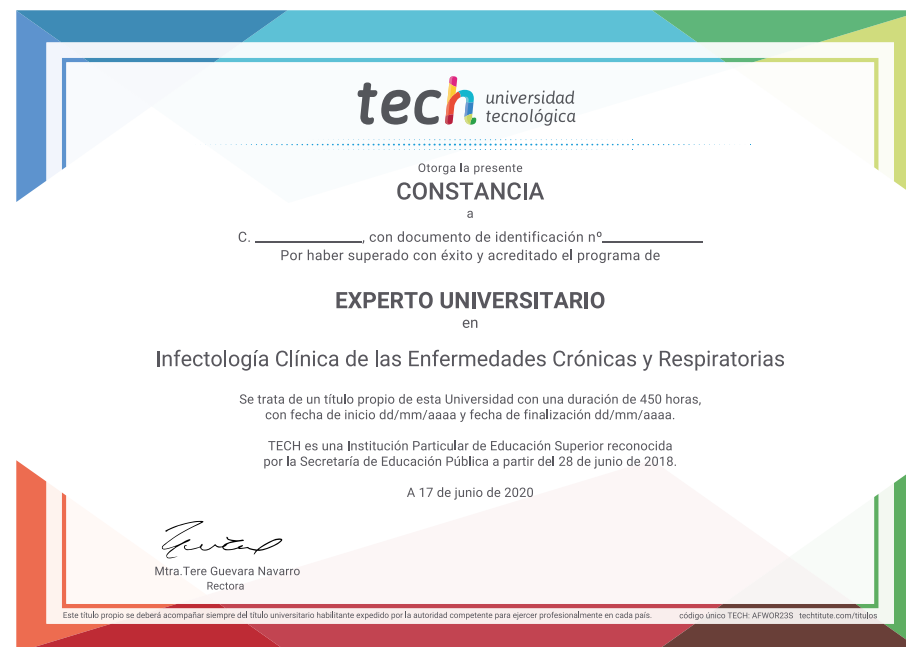 tech universidad
tecnológica
Otorga la presente
CONSTANCIA
a
C. ____________, con documento de identificación nº____________
Por haber superado con éxito y acreditado el programa de
EXPERTO UNIVERSITARIO
en
Infectología Clínica de las Enfermedades Crónicas y Respiratorias
Se trata de un título propio de esta Universidad con una duración de 450 horas,
con fecha de inicio dd/mm/aaaa y fecha de finalización dd/mm/aaaa.
TECH es una Institución Particular de Educación Superior reconocida
por la Secretaría de Educación Pública a partir del 28 de junio de 2018.
A 17 de junio de 2020
Mtra.Tere Guevara Navarro
Rectora
Este título propio se deberá acompañar siempre del título universitario habilitante expedido por la autoridad competente para ejercer profesionalmente en cada país. código único TECH: AFWOR23S techtitute.com/titulos